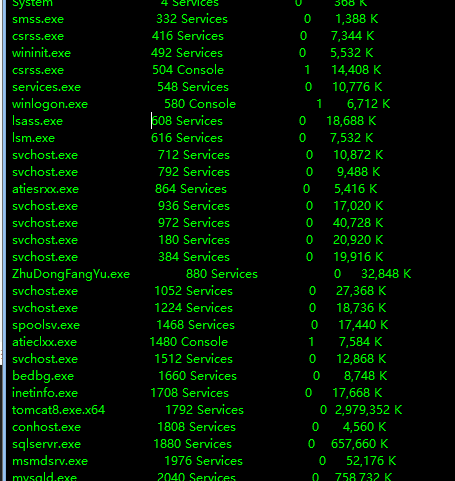 System 4 Services 0 368 K
smss.exe 332 Services 0 1,388 K
csrss.exe 416 Services 0 7,344 K
wininit.exe 492 Services 0 5,532 K
csrss.exe 504 Console 1 14,408 K
services.exe 548 Services 0 10,776 K
winlogon.exe 580 Console 1 6,712 K
lsass.exe 608 Services 0 18,688 K
lsm.exe 616 Services 0 7,532 K
svchost.exe 712 Services 0 10,872 K
svchost.exe 792 Services 0 9,488 K
atiesrxx.exe 864 Services 0 5,416 K
svchost.exe 936 Services 0 17,020 K
svchost.exe 972 Services 0 40,728 K
svchost.exe 180 Services 0 20,920 K
svchost.exe 384 Services 0 19,916 K
ZhuDongFangYu.exe 880 Services 0 32,848 K
svchost.exe 1052 Services 0 27,368 K
svchost.exe 1224 Services 0 18,736 K
spoolsv.exe 1468 Services 0 17,440 K
atieclxx.exe 1480 Console 1 7,584 K
svchost.exe 1512 Services 0 12,868 K
bedbg.exe 1660 Services 0 8,748 K
inetinfo.exe 1708 Services 0 17,668 K
tomcat8.exe.x64 1792 Services 0 2,979,352 K
conhost.exe 1808 Services 0 4,560 K
sqlservr.exe 1880 Services 0 657,660 K
msmdsrv.exe 1976 Services 0 52,176 K
mysqld.exe 2040 Services 0 758,732 K